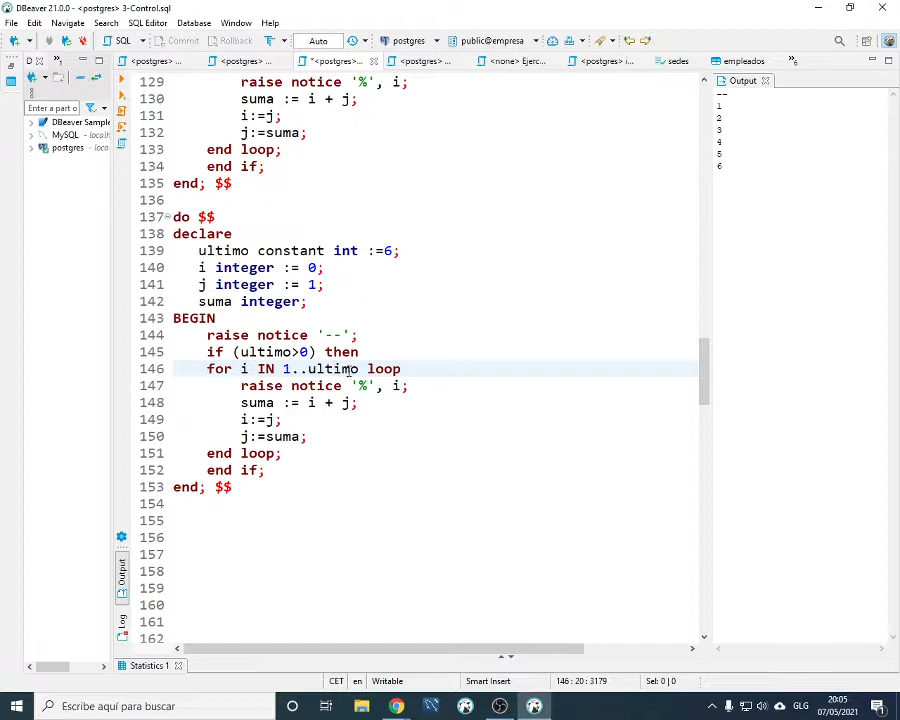 DBeaver 21.0.0 - <postgres> 3-Control.sql
File Edit Navigate Search SQL Editor Database Window Help
SQL Commit Rollback Auto postgres public@empresa
D <postgres> ... <postgres> ... *<postgres>... <postgres> ... <none> Ejerc... <postgres> i... sedes empleados
Output
Enter a part o
DBeaver Sample
MySQL - localh
postgres - loca
129 raise notice '%', i;
130 suma := i + j;
131 i:=j;
132 j:=suma;
133 end loop;
134 end if;
135 end; $$
136
137 do $$
138 declare
139 ultimo constant int :=6;
140 i integer := 0;
141 j integer := 1;
142 suma integer;
143 BEGIN
144 raise notice '--';
145 if (ultimo>0) then
146 for i IN 1..ultimo loop
147 raise notice '%', i;
148 suma := i + j;
149 i:=j;
150 j:=suma;
151 end loop;
152 end if;
153 end; $$
154
155
156
157
158
159
160
161
162
--
1
2
3
4
5
6
Output
Log
Statistics 1
CET en Writable Smart Insert 146 : 20 : 3179 Sel: 0 | 0
Escribe aquí para buscar
GLG
20:05
07/05/2021
1